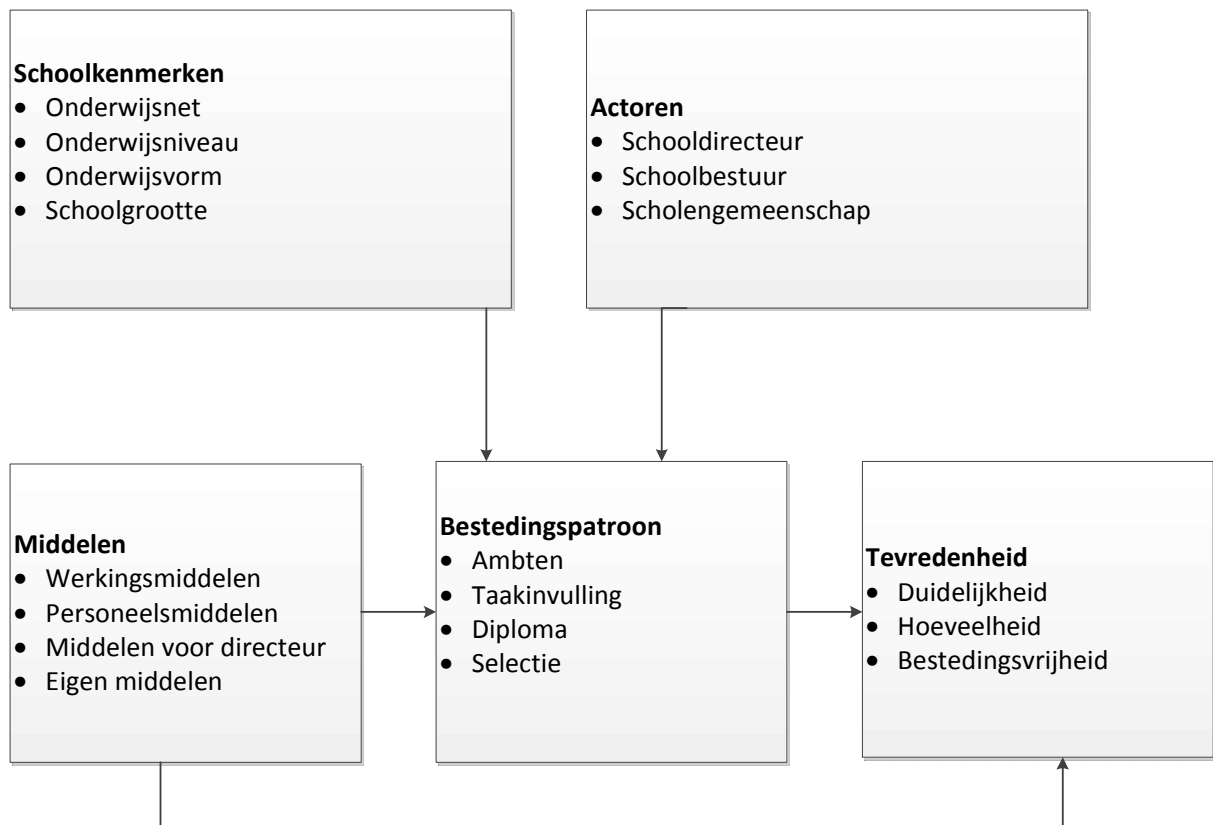 Schoolkenmerken
• Onderwijsnet
• Onderwijsniveau
• Onderwijsvorm
• Schoolgrootte
Actoren
• Schooldirecteur
• Schoolbestuur
• Scholengemeenschap
Middelen
• Werkingsmiddelen
• Personeelsmiddelen
• Middelen voor directeur
• Eigen middelen
Bestedingspatroon
• Ambten
• Taakinvulling
• Diploma
• Selectie
Tevredenheid
• Duidelijkheid
• Hoeveelheid
• Bestedingsvrijheid